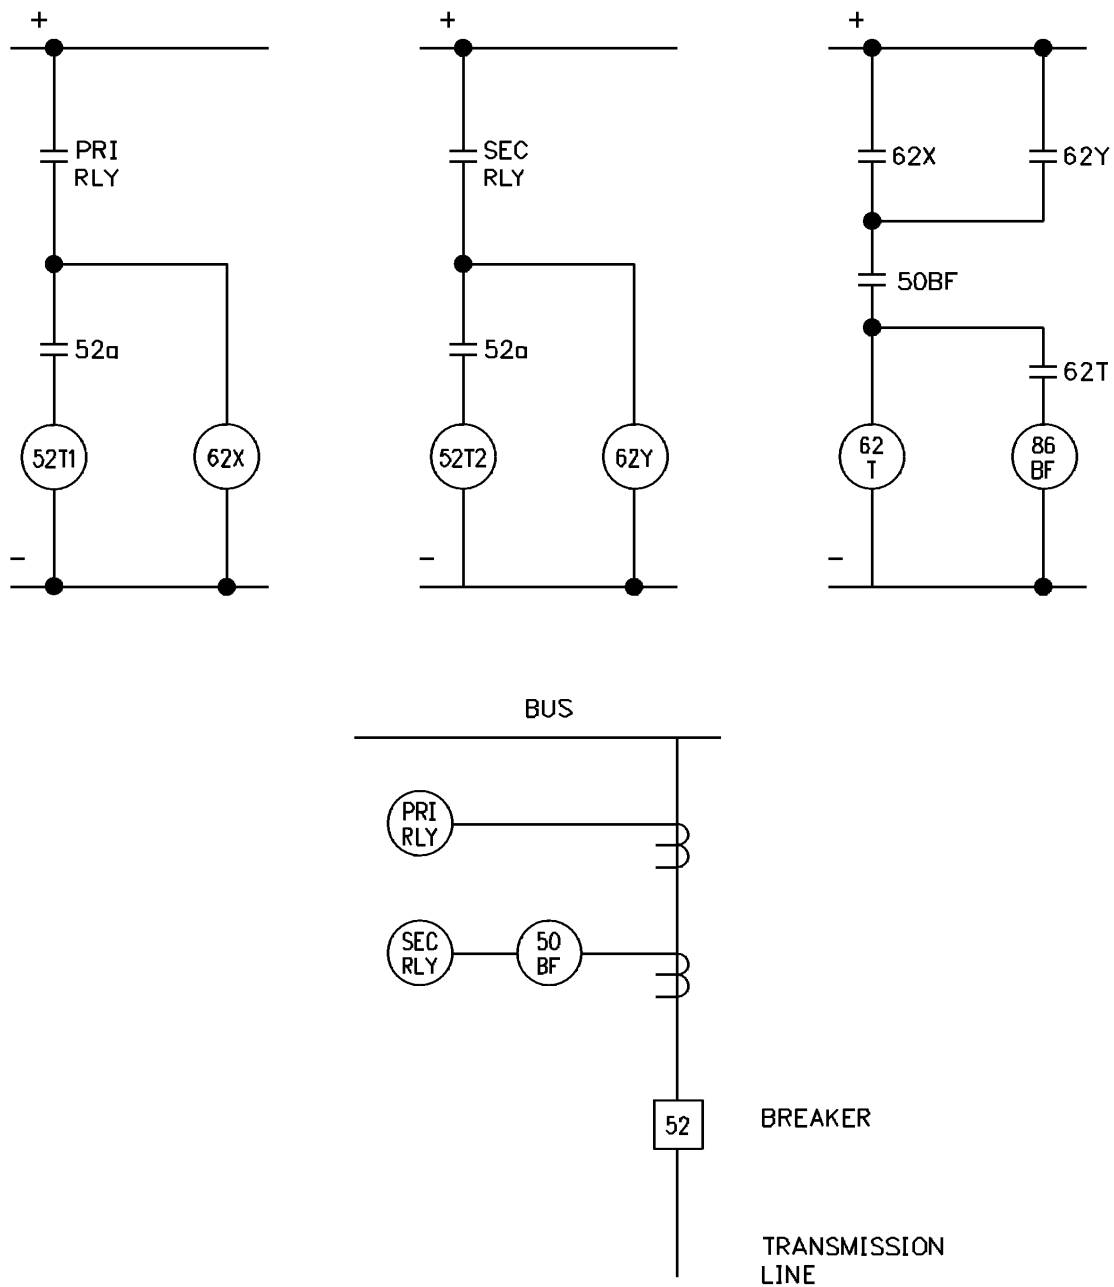 +
PRI
RLY
52a
52T1
62X
-
+
SEC
RLY
52a
52T2
62Y
-
+
62X
62Y
50BF
62T
62
T
86
BF
-
BUS
PRI
RLY
SEC
RLY
50
BF
52
BREAKER
TRANSMISSION
LINE